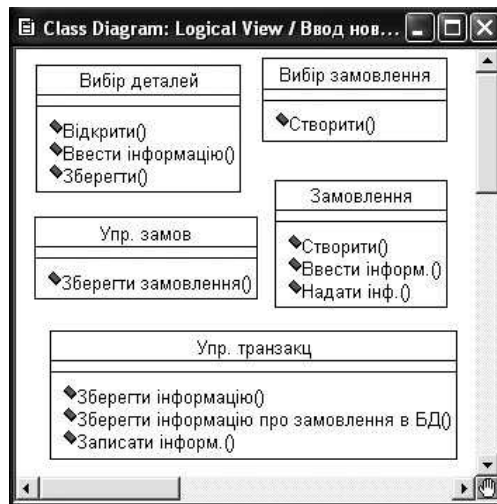 Class Diagram: Logical View / Ввод нов...
Вибір деталей
Відкрити()
Ввести інформацію()
Зберегти()
Вибір замовлення
Створити()
Упр. замов
Зберегти замовлення()
Замовлення
Створити()
Ввести інформ.()
Надати інф.()
Упр. транзакц
Зберегти інформацію()
Зберегти інформацію про замовлення в БД()
Записати інформ.()